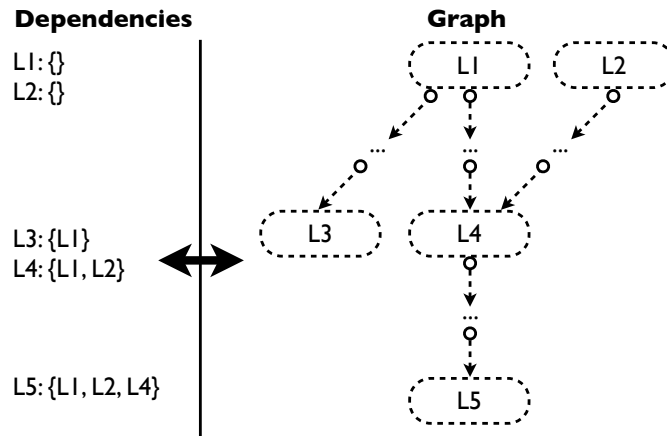 Dependencies
Graph
L1: {}
L2: {}
L1
L2
...
...
...
L3: {L1}
L4: {L1, L2}
L3
L4
...
L5: {L1, L2, L4}
L5